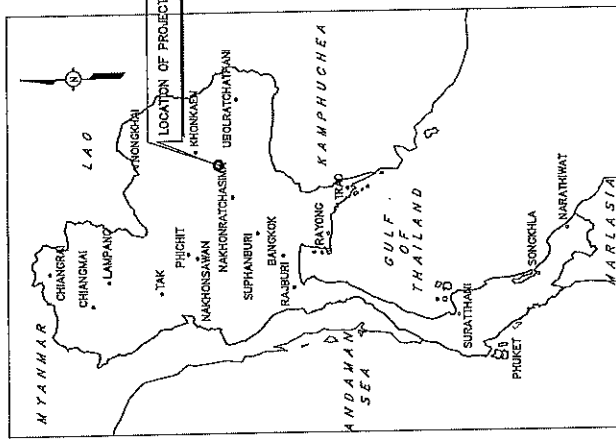 N
LOCATION OF PROJECT
MYANMAR
LAO
CHIANGRAI
CHIANGMAI
LAMPANG
NONGKHAI
TAK
PHICHIT
KHONKAEN
NAKHONSAWAN
NAKHONRATCHASIMA
UBOLRATCHATHANI
SUPHANBURI
BANGKOK
RAJBURI
RAYONG
TRAD
KAMPHUCHEA
GULF
OF
THAILAND
ANDAMAN
SEA
SURATTHANI
PHUKET
SONGKHLA
NARATHIWAT
MARLASIA